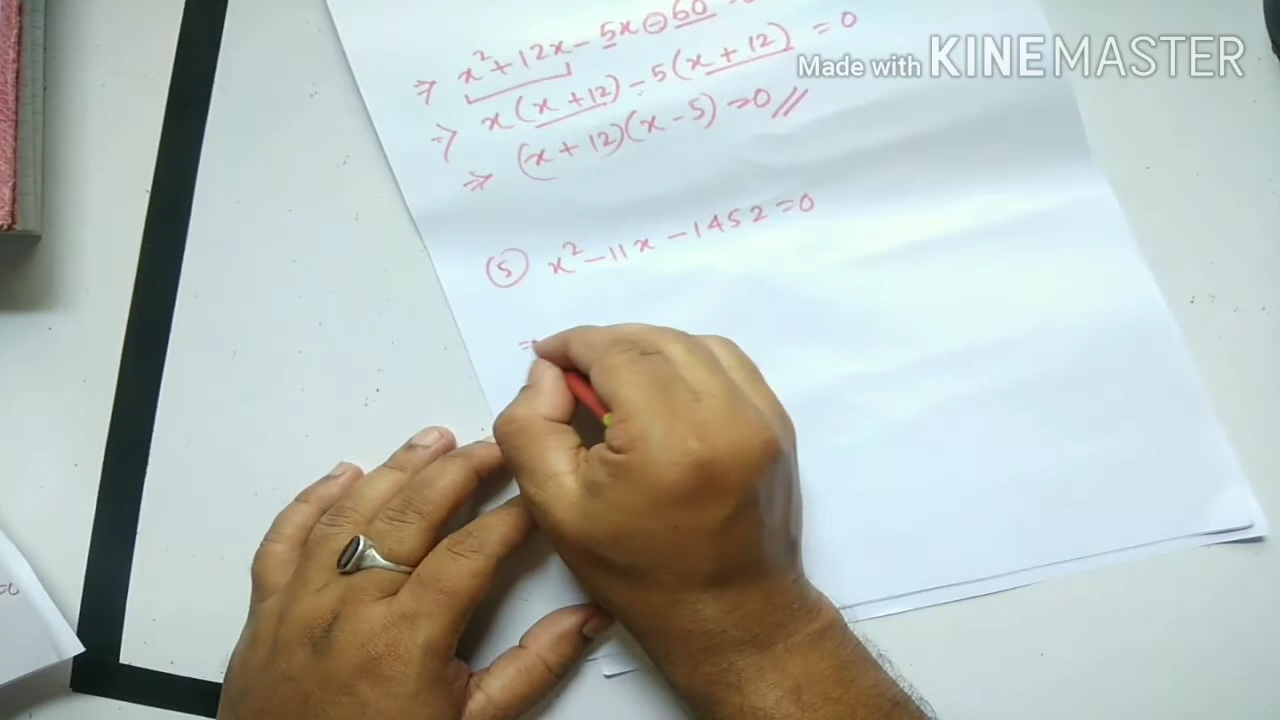 ⇒ x² + 12x - 5x - 60
⇒ x(x + 12) - 5(x + 12) = 0
⇒ (x + 12)(x - 5) = 0 //
Made with KINEMASTER
(5) x² - 11x - 1452 = 0
=
=0